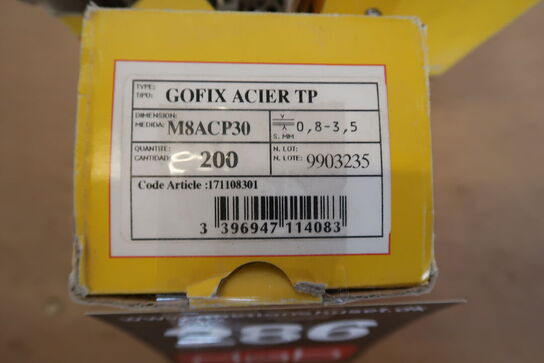 TYPE:
TIPO: GOFIX ACIER TP
DIMENSION:
MEDIDA: M8ACP30
0,8-3,5
S. MM
QUANTITE:
CANTIDAD: 200
N. LOT:
N. LOTE: 9903235
Code Article :171108301
3 396947 114083
286